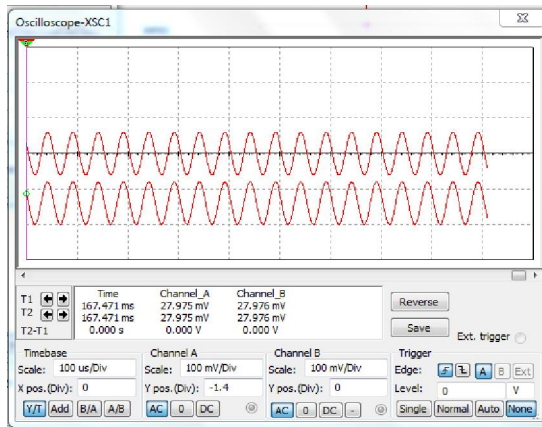 Oscilloscope-XSC1
T1
T2
T2-T1
Time Channel_A Channel_B
167.471 ms 27.975 mV 27.976 mV
167.471 ms 27.975 mV 27.976 mV
0.000 s 0.000 V 0.000 V
Reverse
Save
Ext. trigger
Timebase
Scale: 100 us/Div
X pos.(Div): 0
Y/T Add B/A A/B
Channel A
Scale: 100 mV/Div
Y pos.(Div): -1.4
AC 0 DC
Channel B
Scale: 100 mV/Div
Y pos.(Div): 0
AC 0 DC -
Trigger
Edge: A B Ext
Level: 0 V
Single Normal Auto None